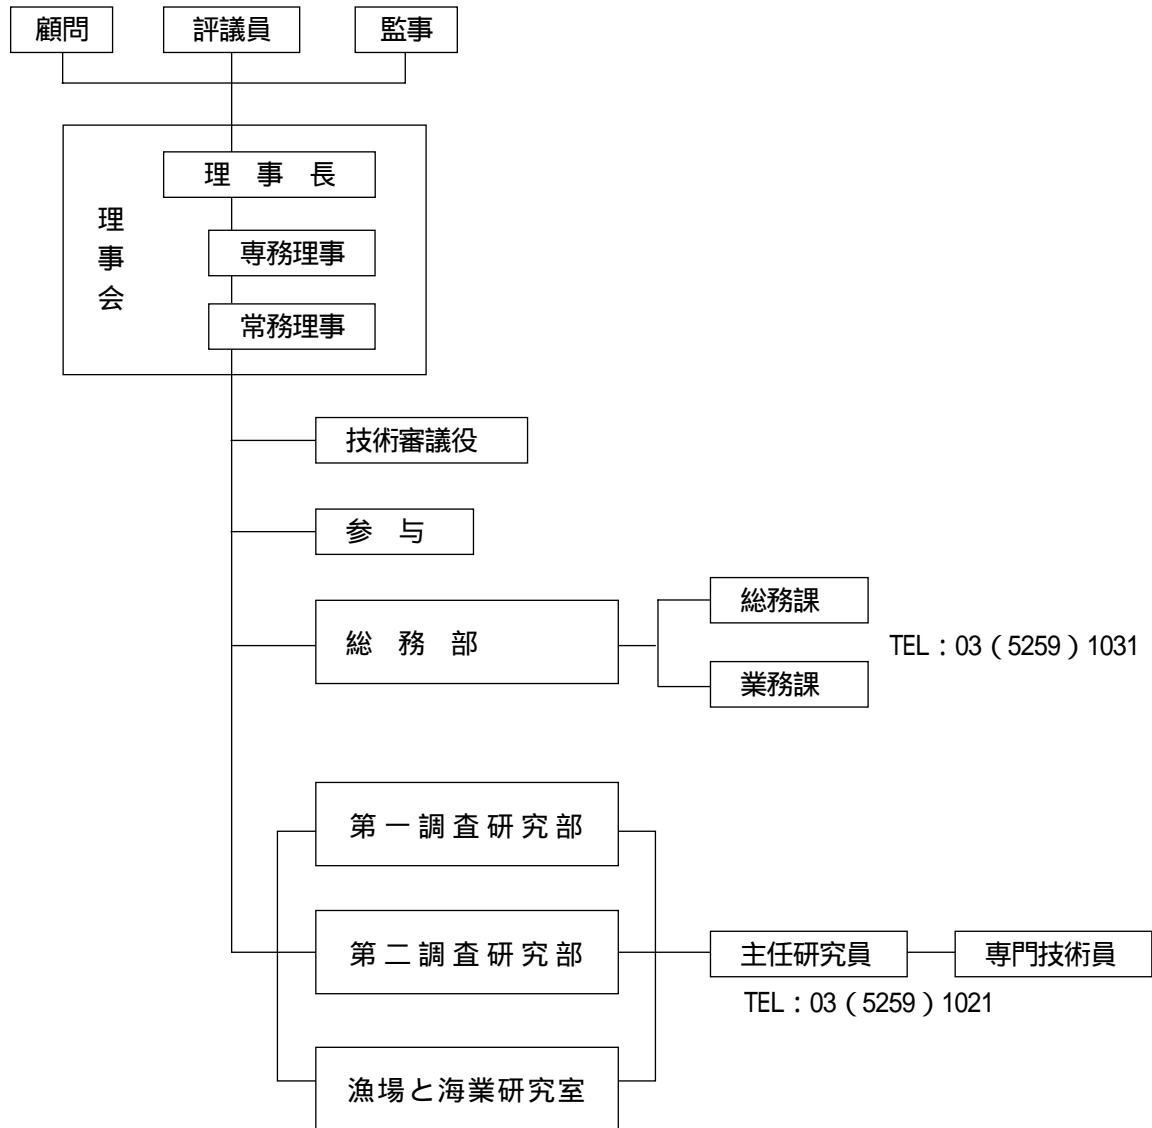 顧問
評議員
監事
理事会
理 事 長
専務理事
常務理事
技術審議役
参 与
総 務 部
総務課
業務課
TEL:03(5259)1031
第一調査研究部
第二調査研究部
漁場と海業研究室
主任研究員
専門技術員
TEL:03(5259)1021